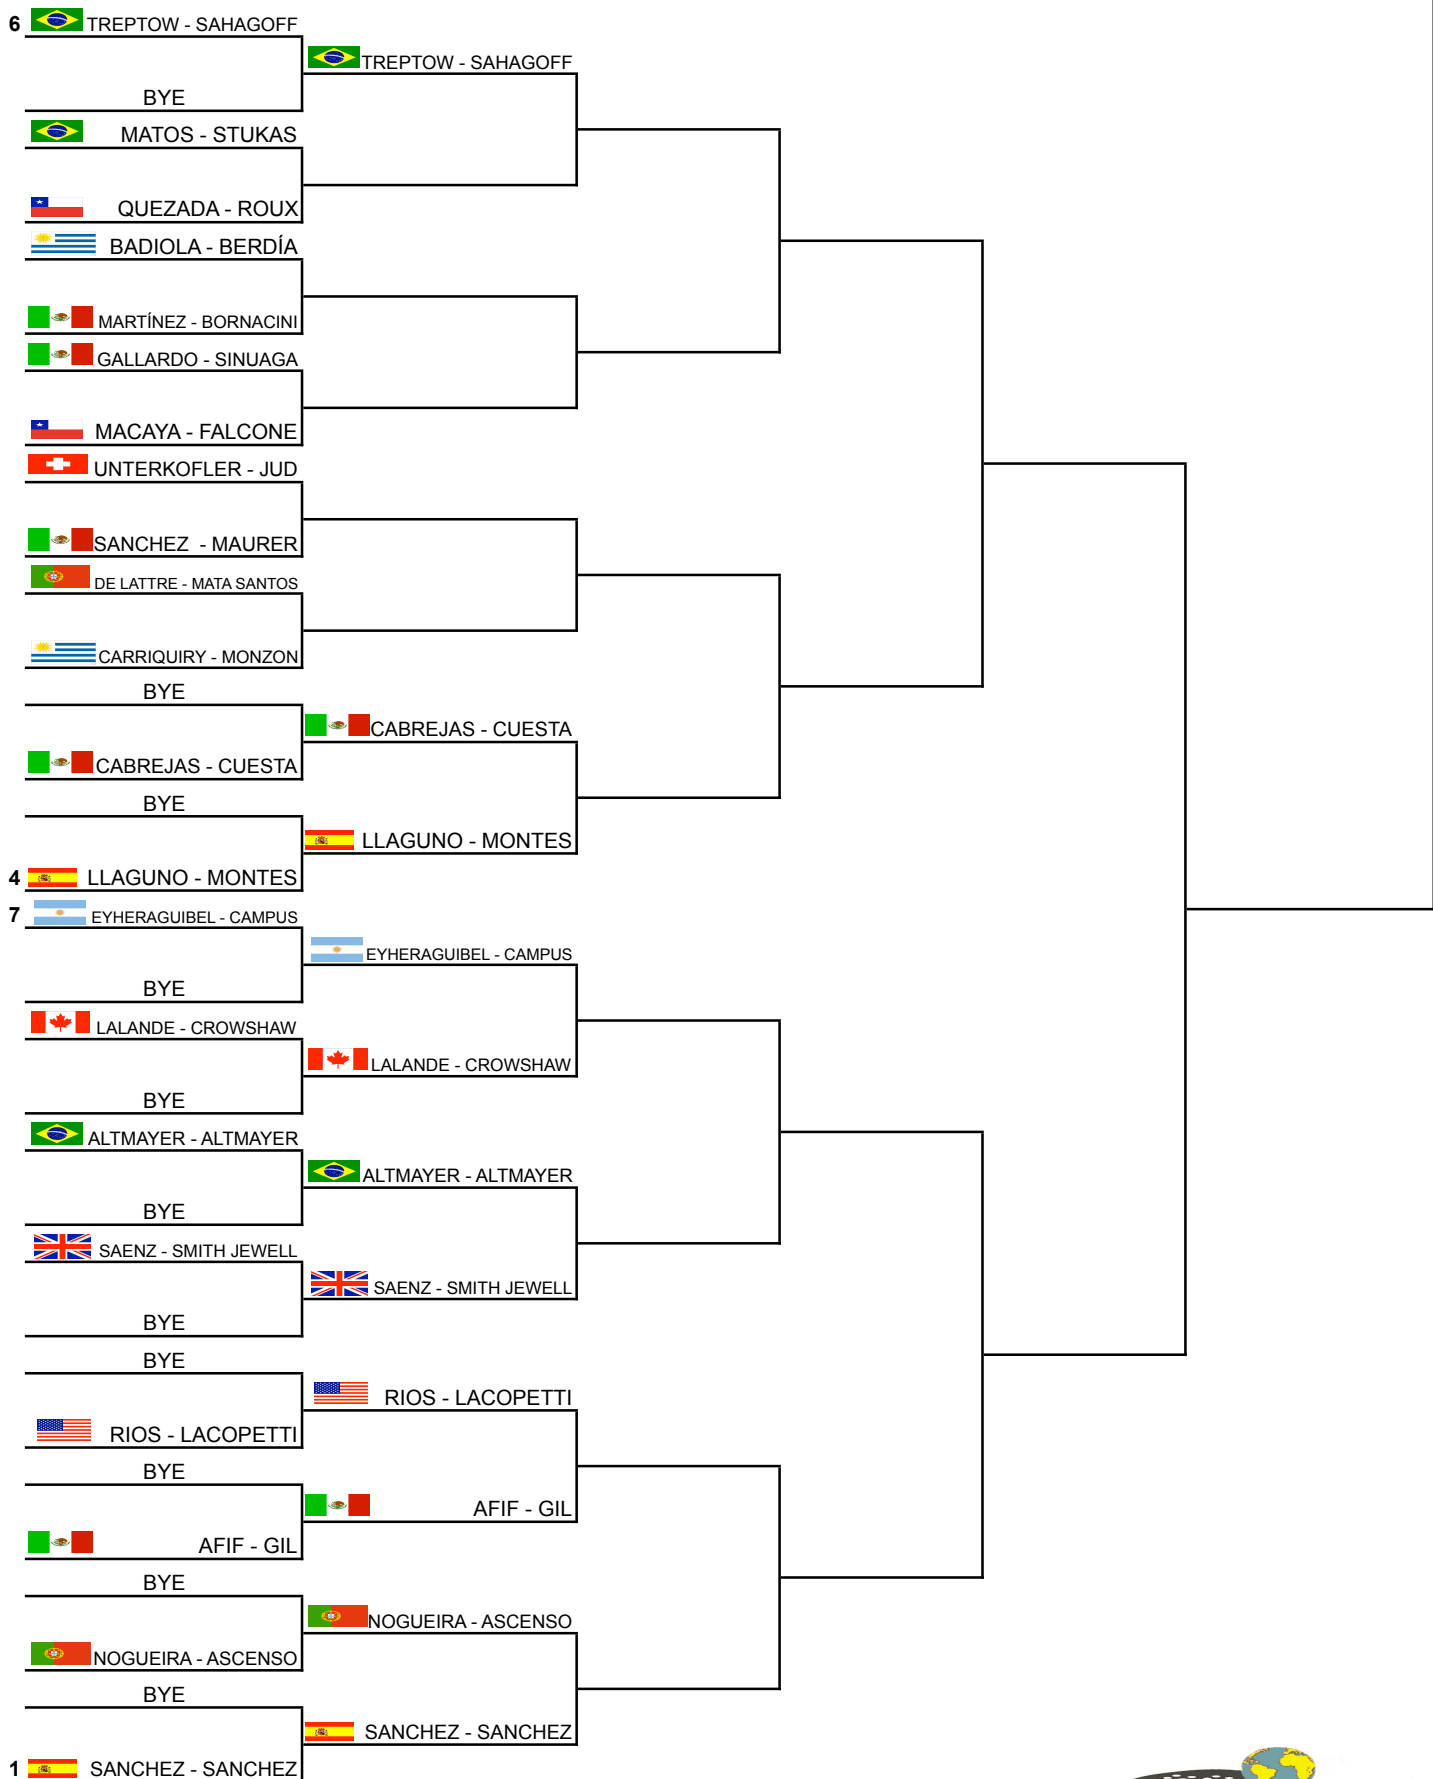 6 TREPTOW - SAHAGOFF
TREPTOW - SAHAGOFF
BYE
MATOS - STUKAS
QUEZADA - ROUX
BADIOLA - BERDÍA
MARTÍNEZ - BORNACINI
GALLARDO - SINUAGA
MACAYA - FALCONE
UNTERKOFLER - JUD
SANCHEZ - MAURER
DE LATTRE - MATA SANTOS
CARRIQUIRY - MONZON
BYE
CABREJAS - CUESTA
CABREJAS - CUESTA
BYE
LLAGUNO - MONTES
4 LLAGUNO - MONTES
7 EYHERAGUIBEL - CAMPUS
EYHERAGUIBEL - CAMPUS
BYE
LALANDE - CROWSHAW
LALANDE - CROWSHAW
BYE
ALTMAYER - ALTMAYER
ALTMAYER - ALTMAYER
BYE
SAENZ - SMITH JEWELL
SAENZ - SMITH JEWELL
BYE
BYE
RIOS - LACOPETTI
RIOS - LACOPETTI
BYE
AFIF - GIL
AFIF - GIL
BYE
NOGUEIRA - ASCENSO
NOGUEIRA - ASCENSO
BYE
SANCHEZ - SANCHEZ
1 SANCHEZ - SANCHEZ